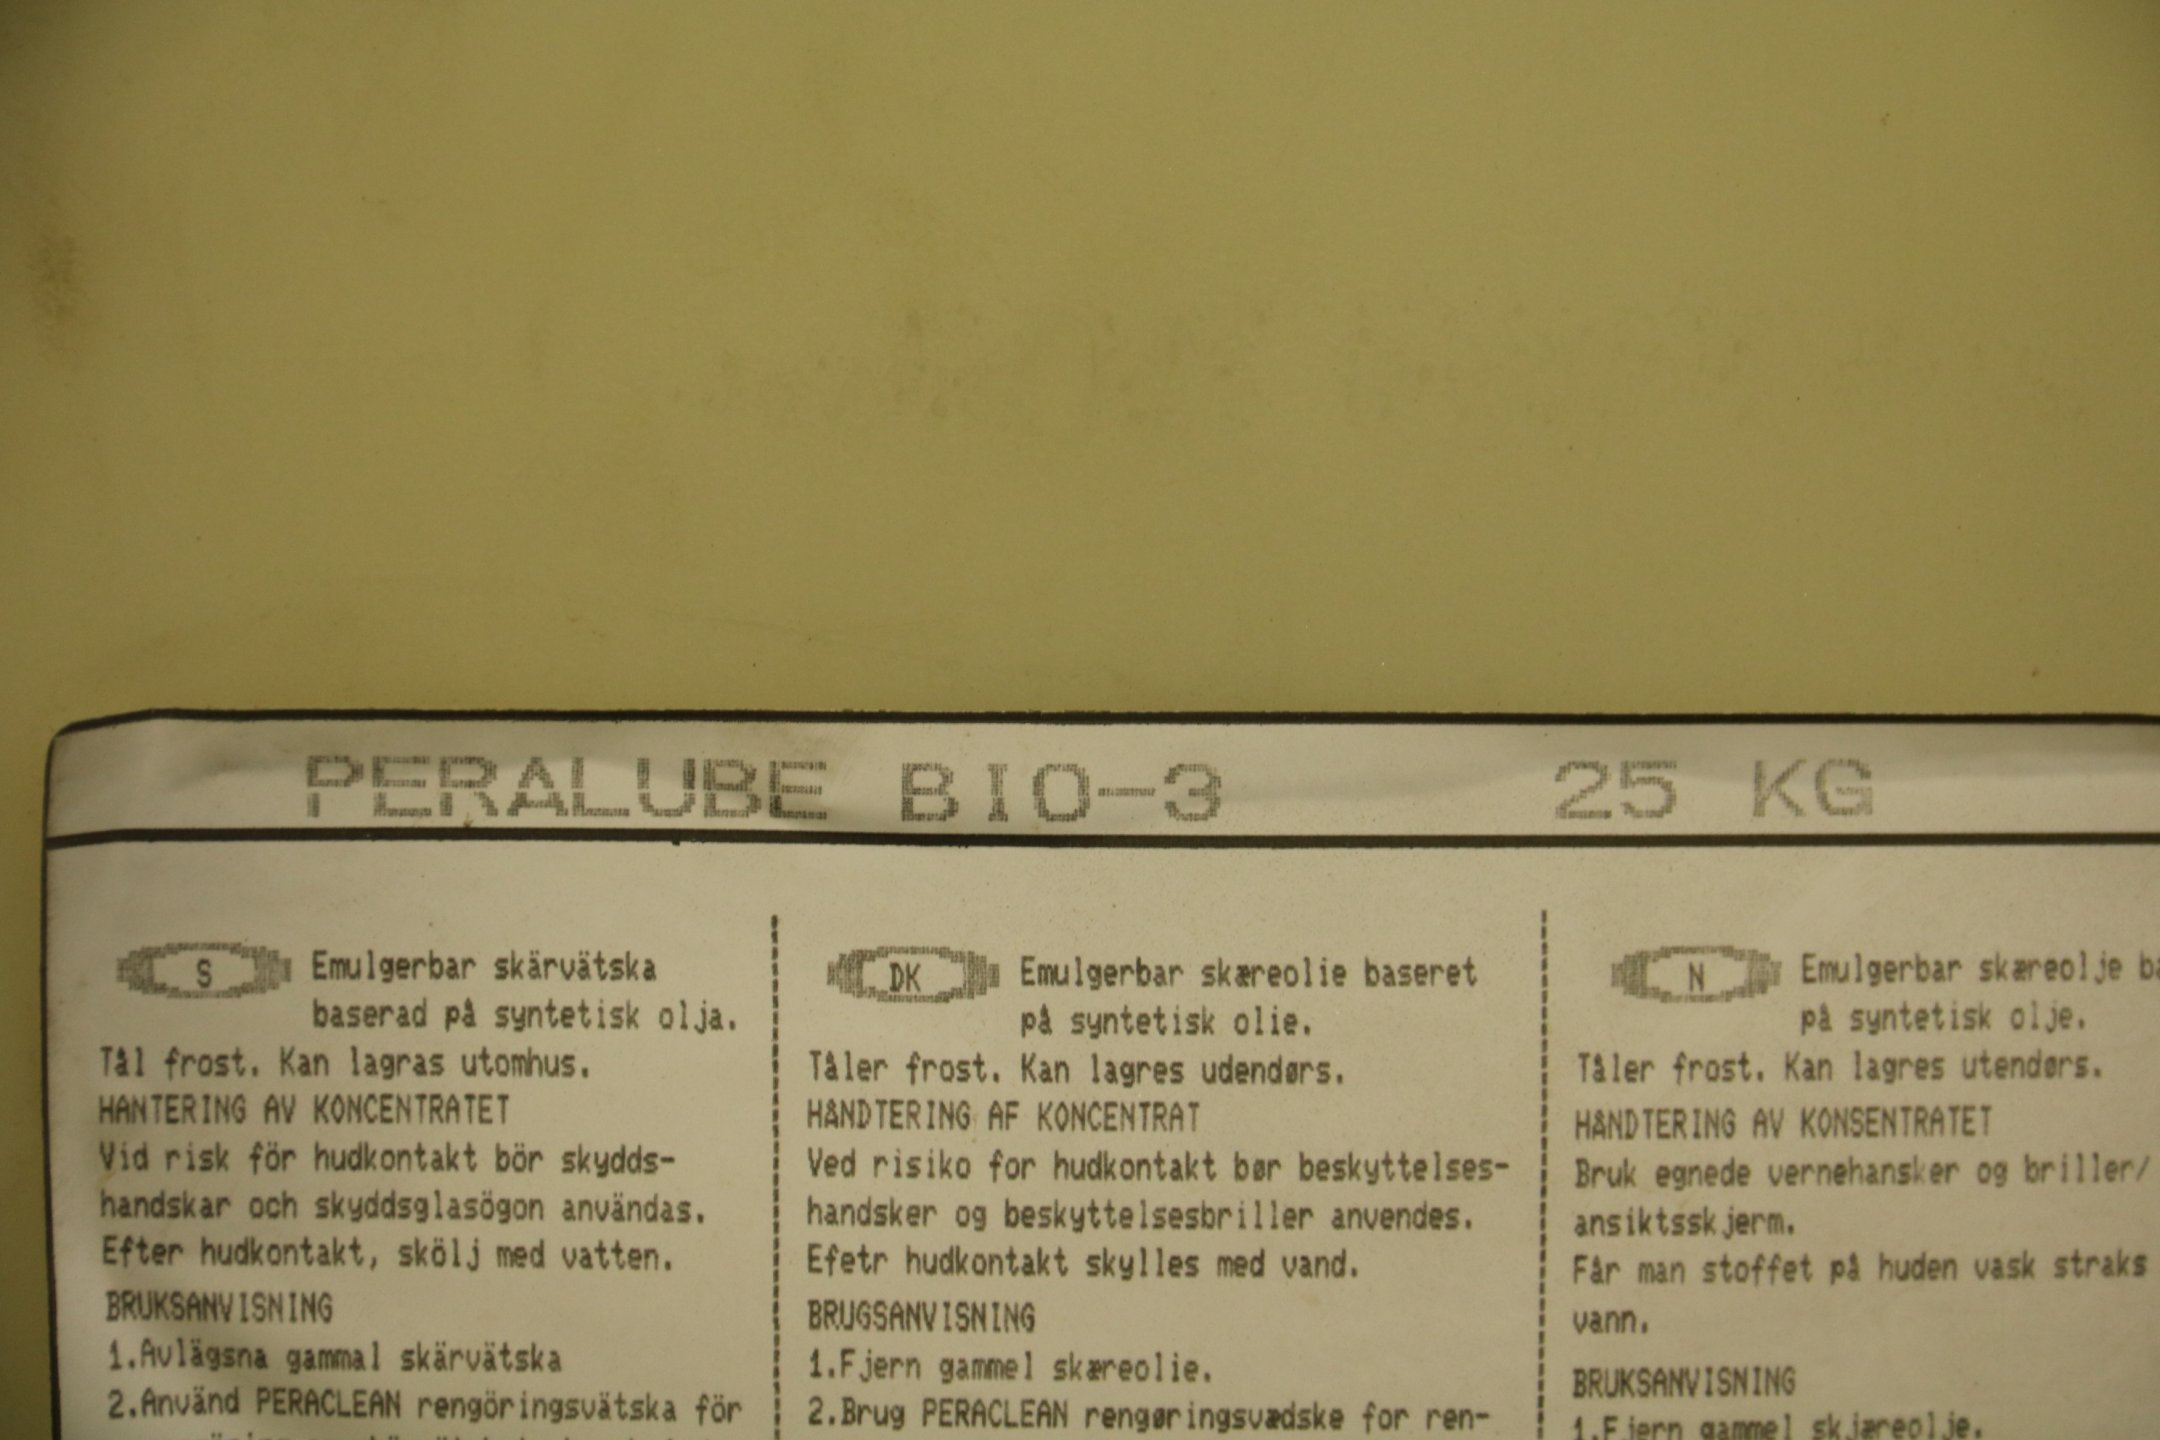 PERALUBE BIO-3 25 KG
S Emulgerbar skärvätska
baserad på syntetisk olja.
Tål frost. Kan lagras utomhus.
HANTERING AV KONCENTRATET
Vid risk för hudkontakt bör skydds-
handskar och skyddsglasögon användas.
Efter hudkontakt, skölj med vatten.
BRUKSANVISNING
1.Avlägsna gammal skärvätska
2.Använd PERACLEAN rengöringsvätska för
DK Emulgerbar skæreolie baseret
på syntetisk olie.
Tåler frost. Kan lagres udendørs.
HÅNDTERING AF KONCENTRAT
Ved risiko for hudkontakt bør beskyttelses-
handsker og beskyttelsesbriller anvendes.
Efetr hudkontakt skylles med vand.
BRUGSANVISNING
1.Fjern gammel skæreolie.
2.Brug PERACLEAN rengøringsvædske for ren-
N Emulgerbar skæreolje
på syntetisk olje.
Tåler frost. Kan lagres utendørs.
HÅNDTERING AV KONSENTRATET
Bruk egnede vernehansker og briller/
ansiktsskjerm.
Får man stoffet på huden vask straks
vann.
BRUKSANVISNING
1.Fjern gammel skjæreolje.